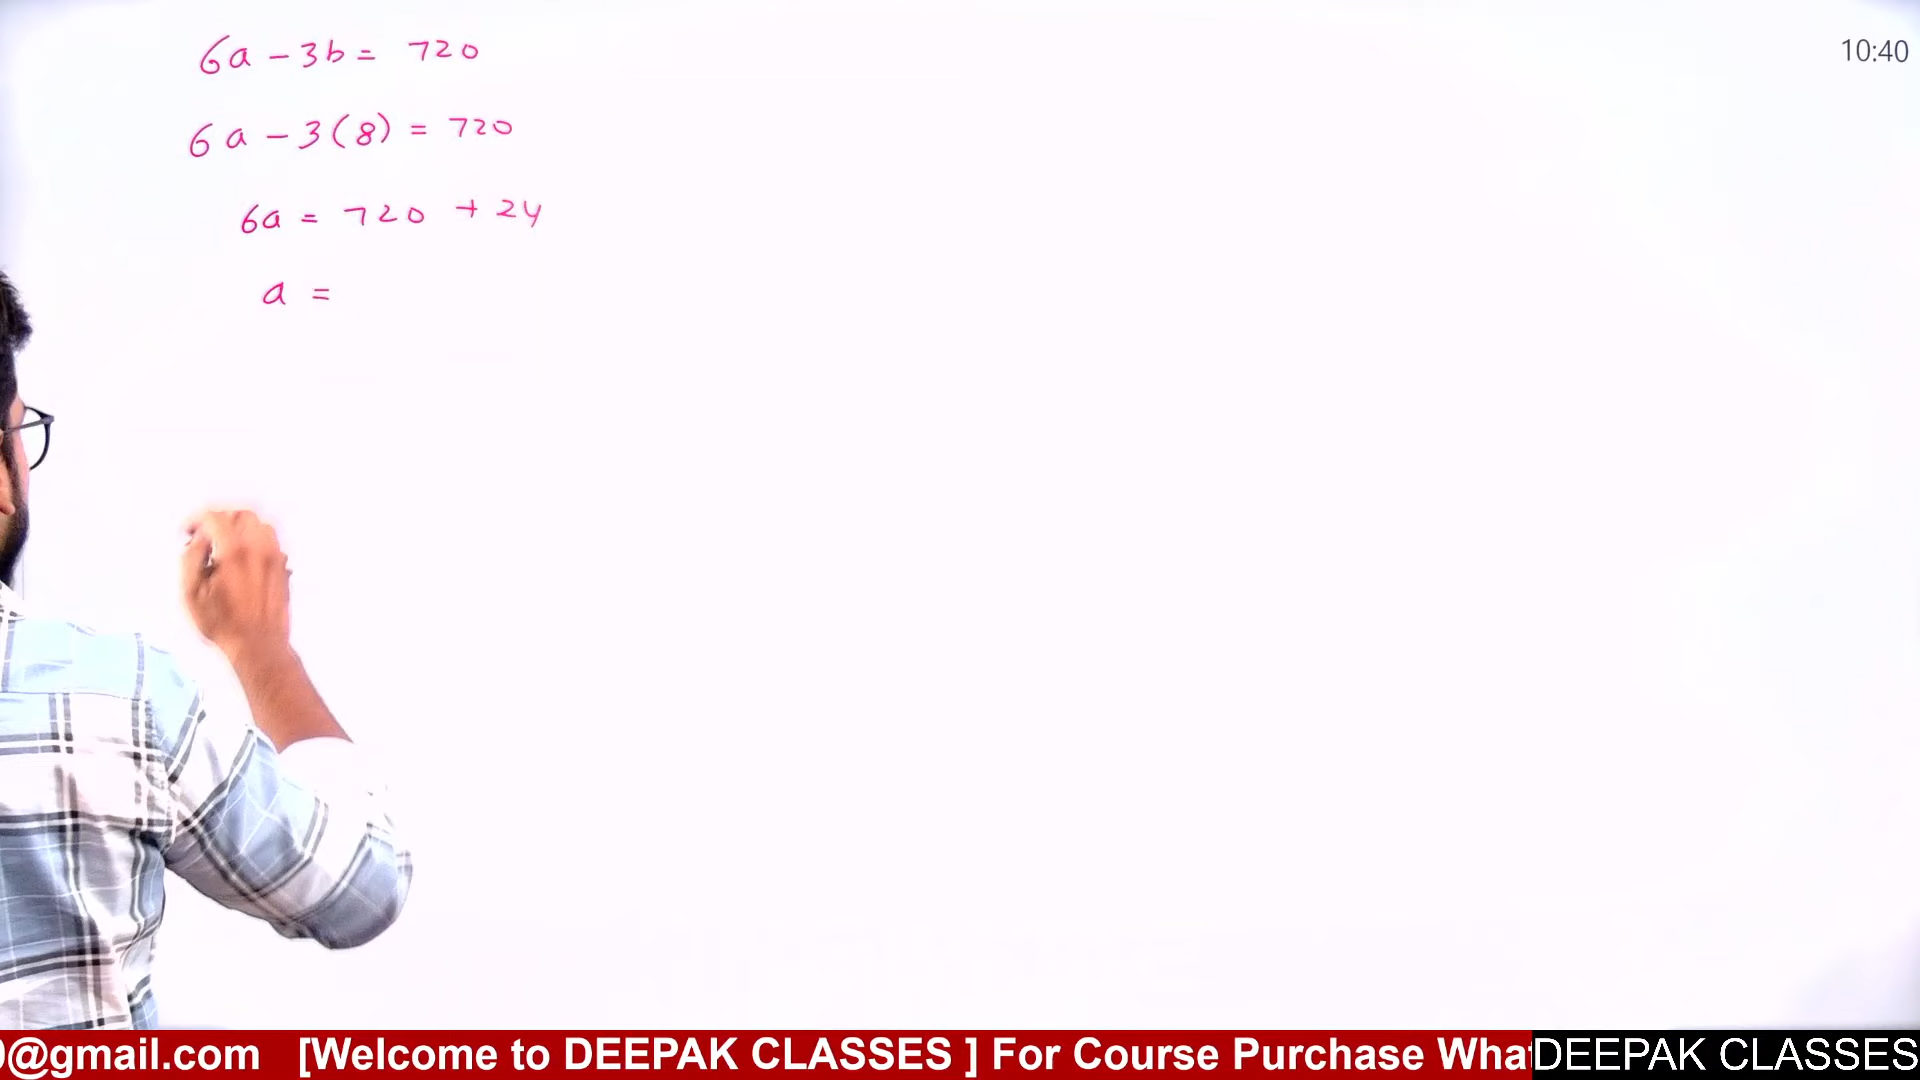 6a - 3b = 720
10:40
6a - 3(8) = 720
6a = 720 + 24
a =
@gmail.com [Welcome to DEEPAK CLASSES ] For Course Purchase
DEEPAK CLASSES